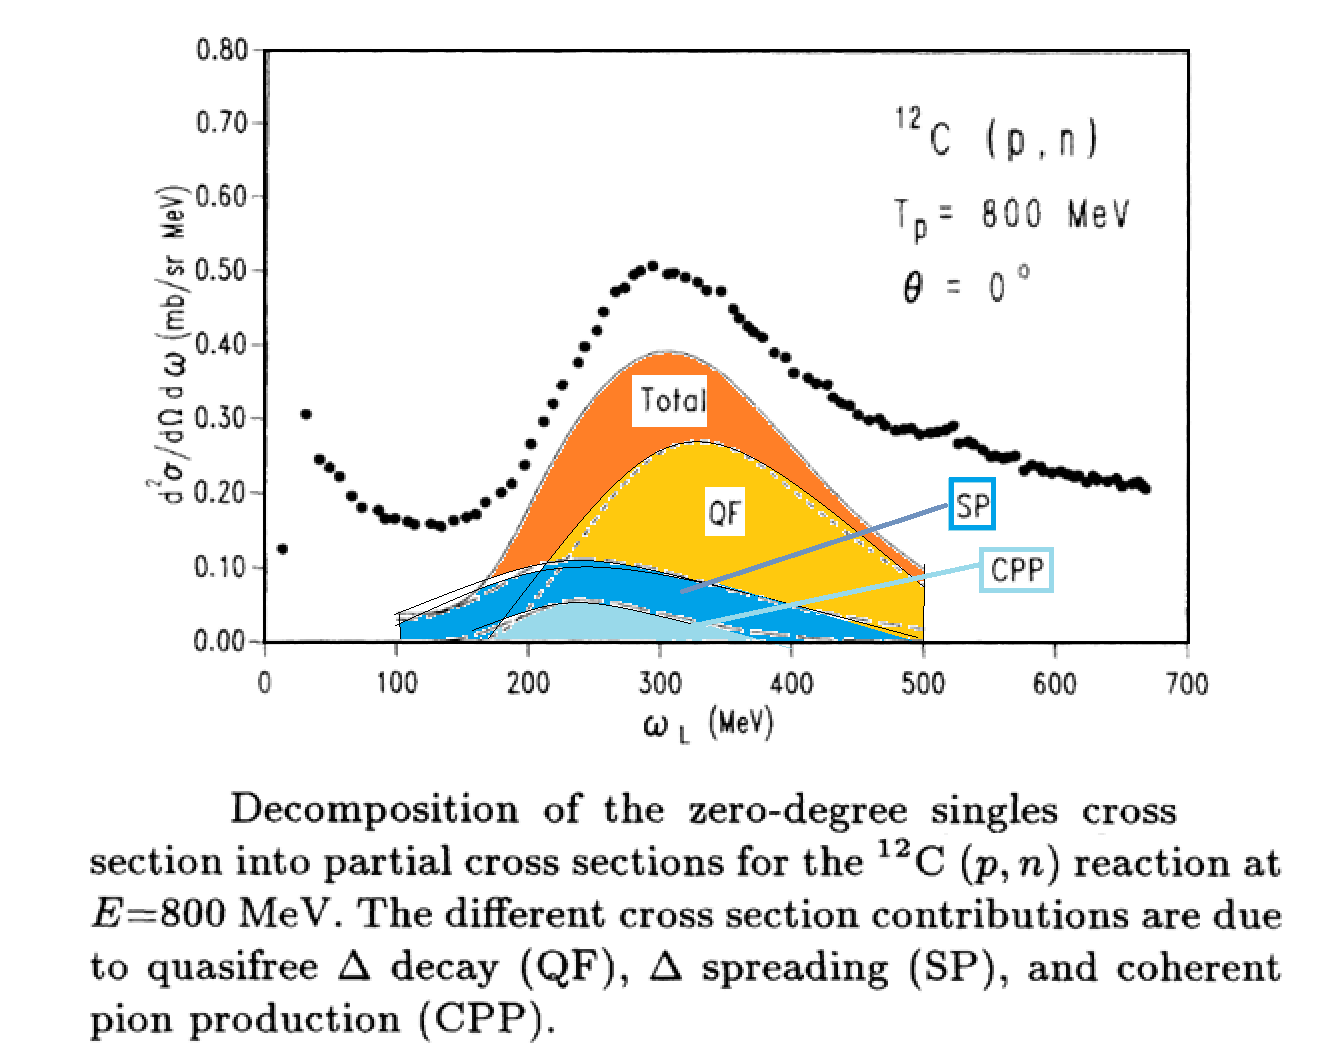 0.80
0.70
0.60
0.50
0.40
0.30
0.20
0.10
0.00
d²σ/dΩdω (mb/sr MeV)
¹²C (p,n)
Tₚ= 800 MeV
θ = 0°
Total
QF
SP
CPP
0 100 200 300 400 500 600 700
ω L (MeV)
Decomposition of the zero-degree singles cross
section into partial cross sections for the ¹²C (p, n) reaction at
E=800 MeV. The different cross section contributions are due
to quasifree Δ decay (QF), Δ spreading (SP), and coherent
pion production (CPP).